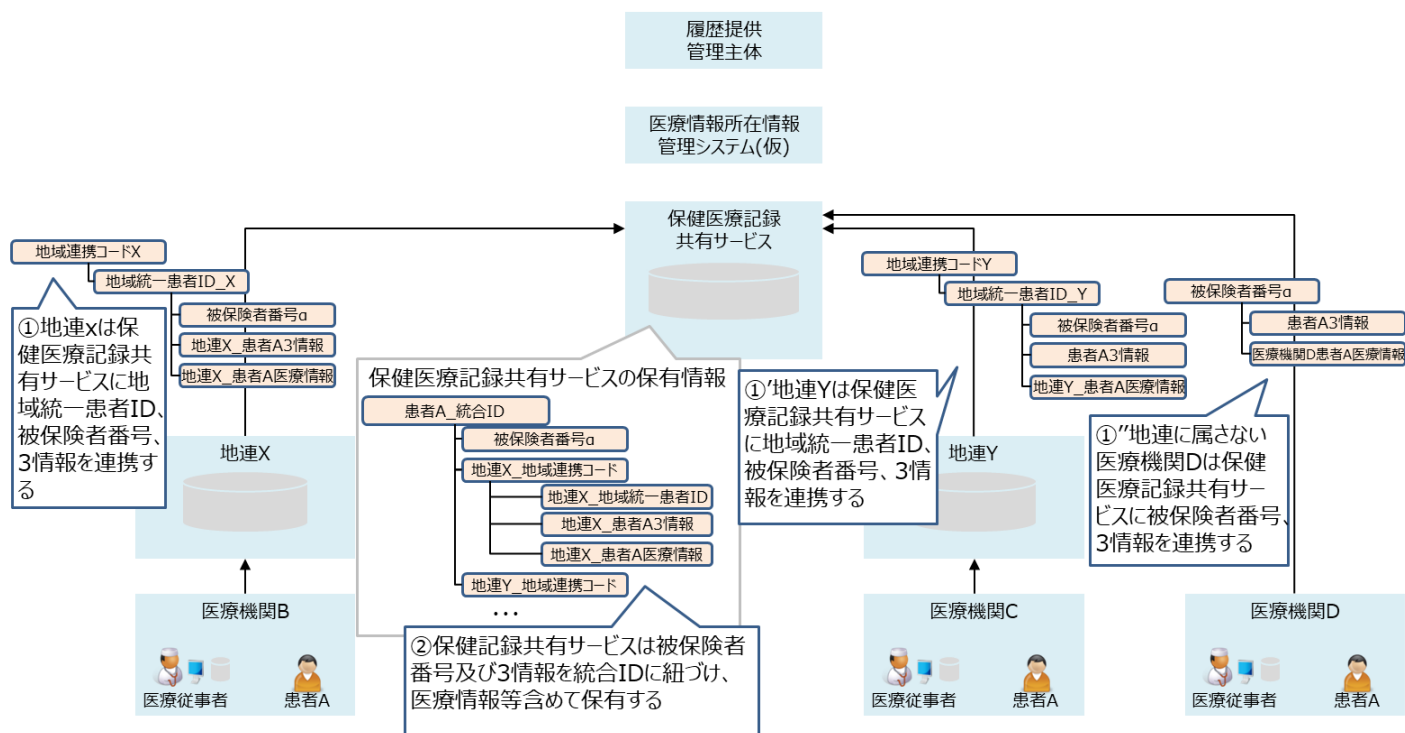 履歴提供
管理主体
医療情報所在情報
管理システム(仮)
保健医療記録
共有サービス
地域連携コードX
地域統一患者ID_X
被保険者番号a
地連X_患者A3情報
地連X_患者A医療情報
①地連xは保
健医療記録共
有サービスに地
域統一患者ID、
被保険者番号、
3情報を連携す
る
地連X
保健医療記録共有サービスの保有情報
患者A_統合ID
被保険者番号a
地連X_地域連携コード
地連X_地域統一患者ID
地連X_患者A3情報
地連X_患者A医療情報
地連Y_地域連携コード
・・・
②保健記録共有サービスは被保険者
番号及び3情報を統合IDに紐づけ、
医療情報等含めて保有する
地域連携コードY
地域統一患者ID_Y
被保険者番号a
患者A3情報
地連Y_患者A医療情報
①'地連Yは保健医
療記録共有サービス
に地域統一患者ID、
被保険者番号、3情
報を連携する
地連Y
被保険者番号a
患者A3情報
医療機関D患者A医療情報
①''地連に属さない
医療機関Dは保健
医療記録共有サー
ビスに被保険者番号、
3情報を連携する
医療機関B
医療従事者
患者A
医療機関C
医療従事者
患者A
医療機関D
医療従事者
患者A